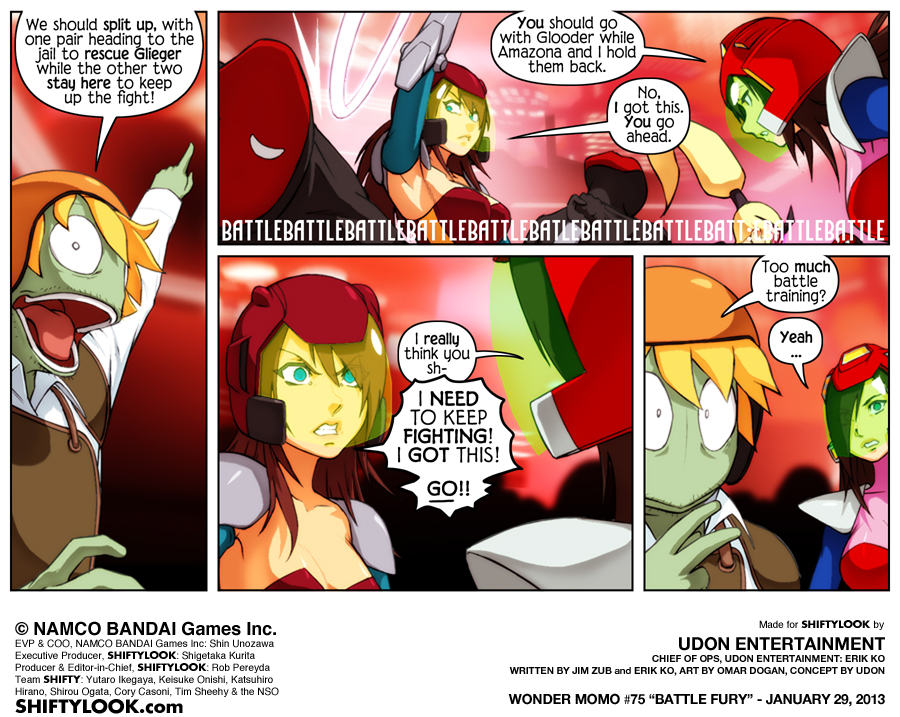 We should split up, with
one pair heading to the
jail to rescue Glieger
while the other two
stay here to keep
up the fight!
You should go
with Glooder while
Amazona and I hold
them back.
No,
I got this.
You go
ahead.
BATTLEBATTLEBATTLEBATTLEBATTLEBATLEBATTLEBATTLEBATT:EBATTLEBATTLE
I really
think you
sh-
I NEED
TO KEEP
FIGHTING!
I GOT THIS!
GO!!
Too much
battle
training?
Yeah
...
© NAMCO BANDAI Games Inc.
EVP & COO, NAMCO BANDAI Games Inc: Shin Unozawa
Executive Producer, SHIFTYLOOK: Shigetaka Kurita
Producer & Editor-in-Chief, SHIFTYLOOK: Rob Pereyda
Team SHIFTY: Yutaro Ikegaya, Keisuke Onishi, Katsuhiro
Hirano, Shirou Ogata, Cory Casoni, Tim Sheehy & the NSO
SHIFTYLOOK.com
Made for SHIFTYLOOK by
UDON ENTERTAINMENT
CHIEF OF OPS, UDON ENTERTAINMENT: ERIK KO
WRITTEN BY JIM ZUB and ERIK KO, ART BY OMAR DOGAN, CONCEPT BY UDON
WONDER MOMO #75 “BATTLE FURY” - JANUARY 29, 2013